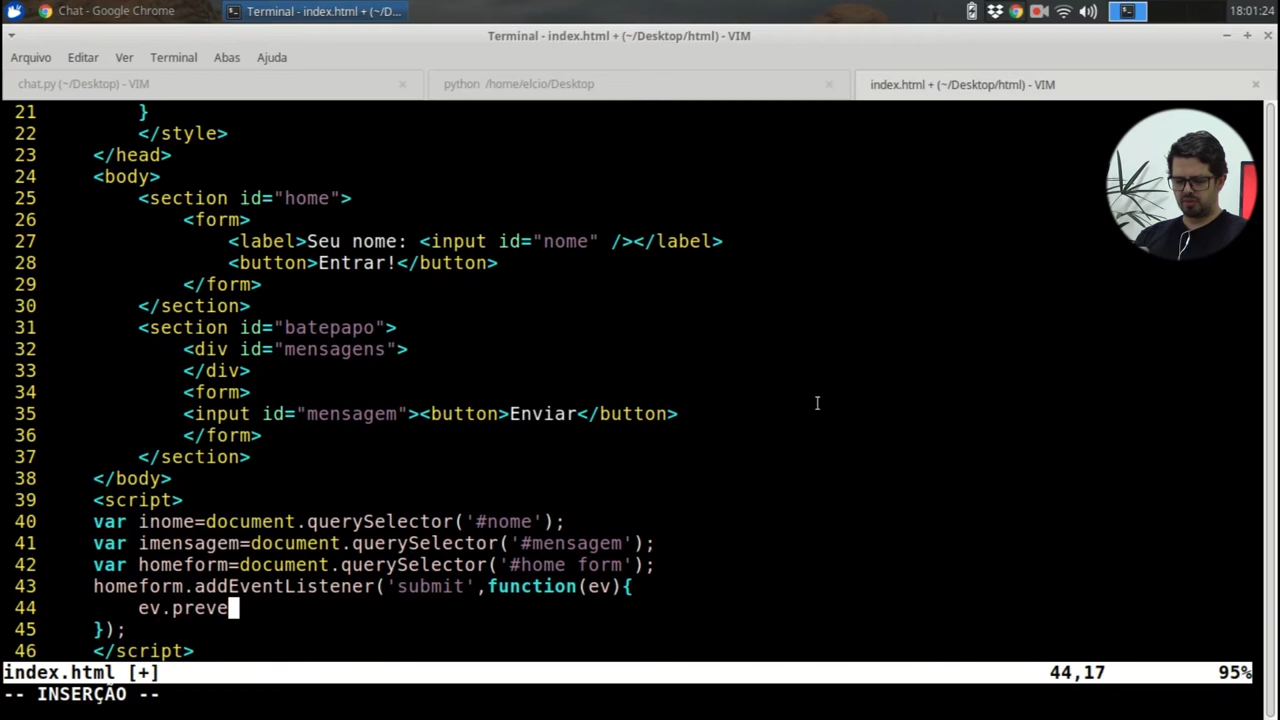 Chat - Google Chrome
Terminal - index.html + (~/D...
18:01:24
Terminal - index.html + (~/Desktop/html) - VIM
Arquivo Editar Ver Terminal Abas Ajuda
chat.py (~/Desktop) - VIM
python /home/elcio/Desktop
index.html + (~/Desktop/html) - VIM
21         }
22         </style>
23     </head>
24     <body>
25         <section id="home">
26             <form>
27                 <label>Seu nome: <input id="nome" /></label>
28                 <button>Entrar!</button>
29             </form>
30         </section>
31         <section id="batepapo">
32             <div id="mensagens">
33             </div>
34             <form>
35             <input id="mensagem"><button>Enviar</button>
36             </form>
37         </section>
38     </body>
39     <script>
40     var inome=document.querySelector('#nome');
41     var imensagem=document.querySelector('#mensagem');
42     var homeform=document.querySelector('#home form');
43     homeform.addEventListener('submit',function(ev){
44         ev.preve
45     });
46     </script>
index.html [+] 44,17 95%
-- INSERÇÃO --